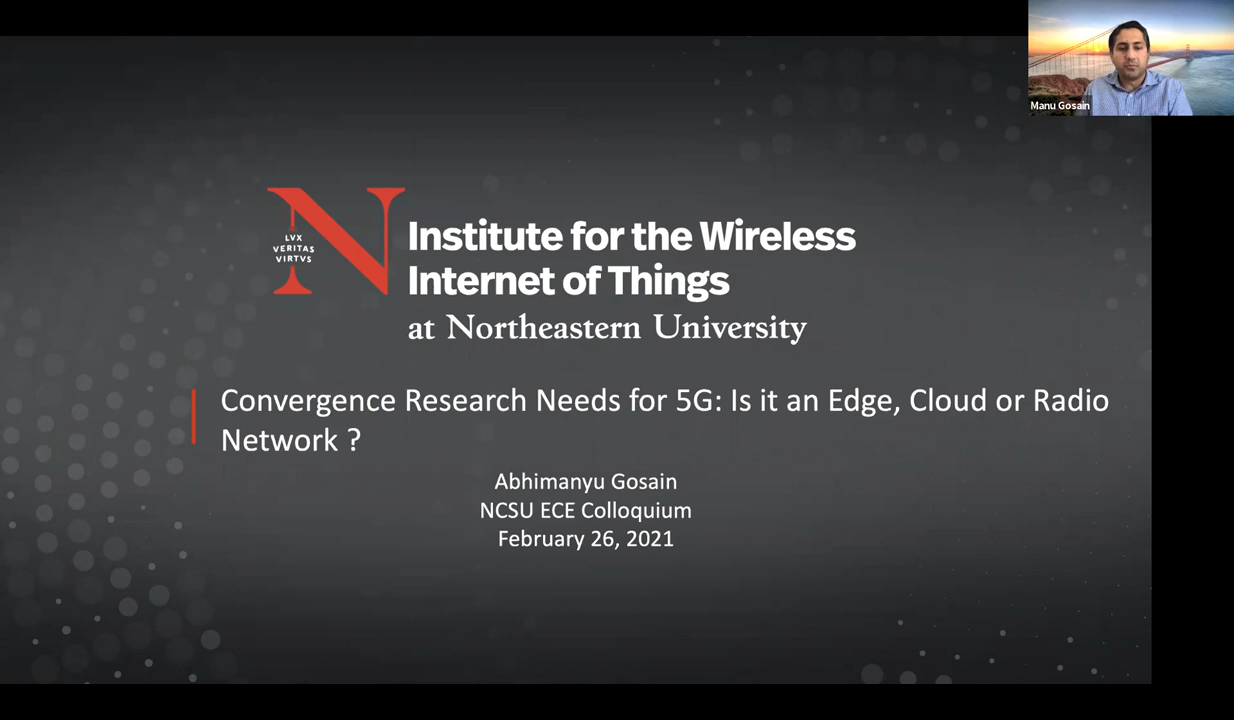 Manu Gosain
LVX
VERITAS
VIRTVS
Institute for the Wireless
Internet of Things
at Northeastern University
Convergence Research Needs for 5G: Is it an Edge, Cloud or Radio
Network ?
Abhimanyu Gosain
NCSU ECE Colloquium
February 26, 2021